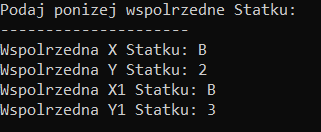 Podaj ponizej wspolrzedne Statku:
---------------------
Wspolrzedna X Statku: B
Wspolrzedna Y Statku: 2
Wspolrzedna X1 Statku: B
Wspolrzedna Y1 Statku: 3